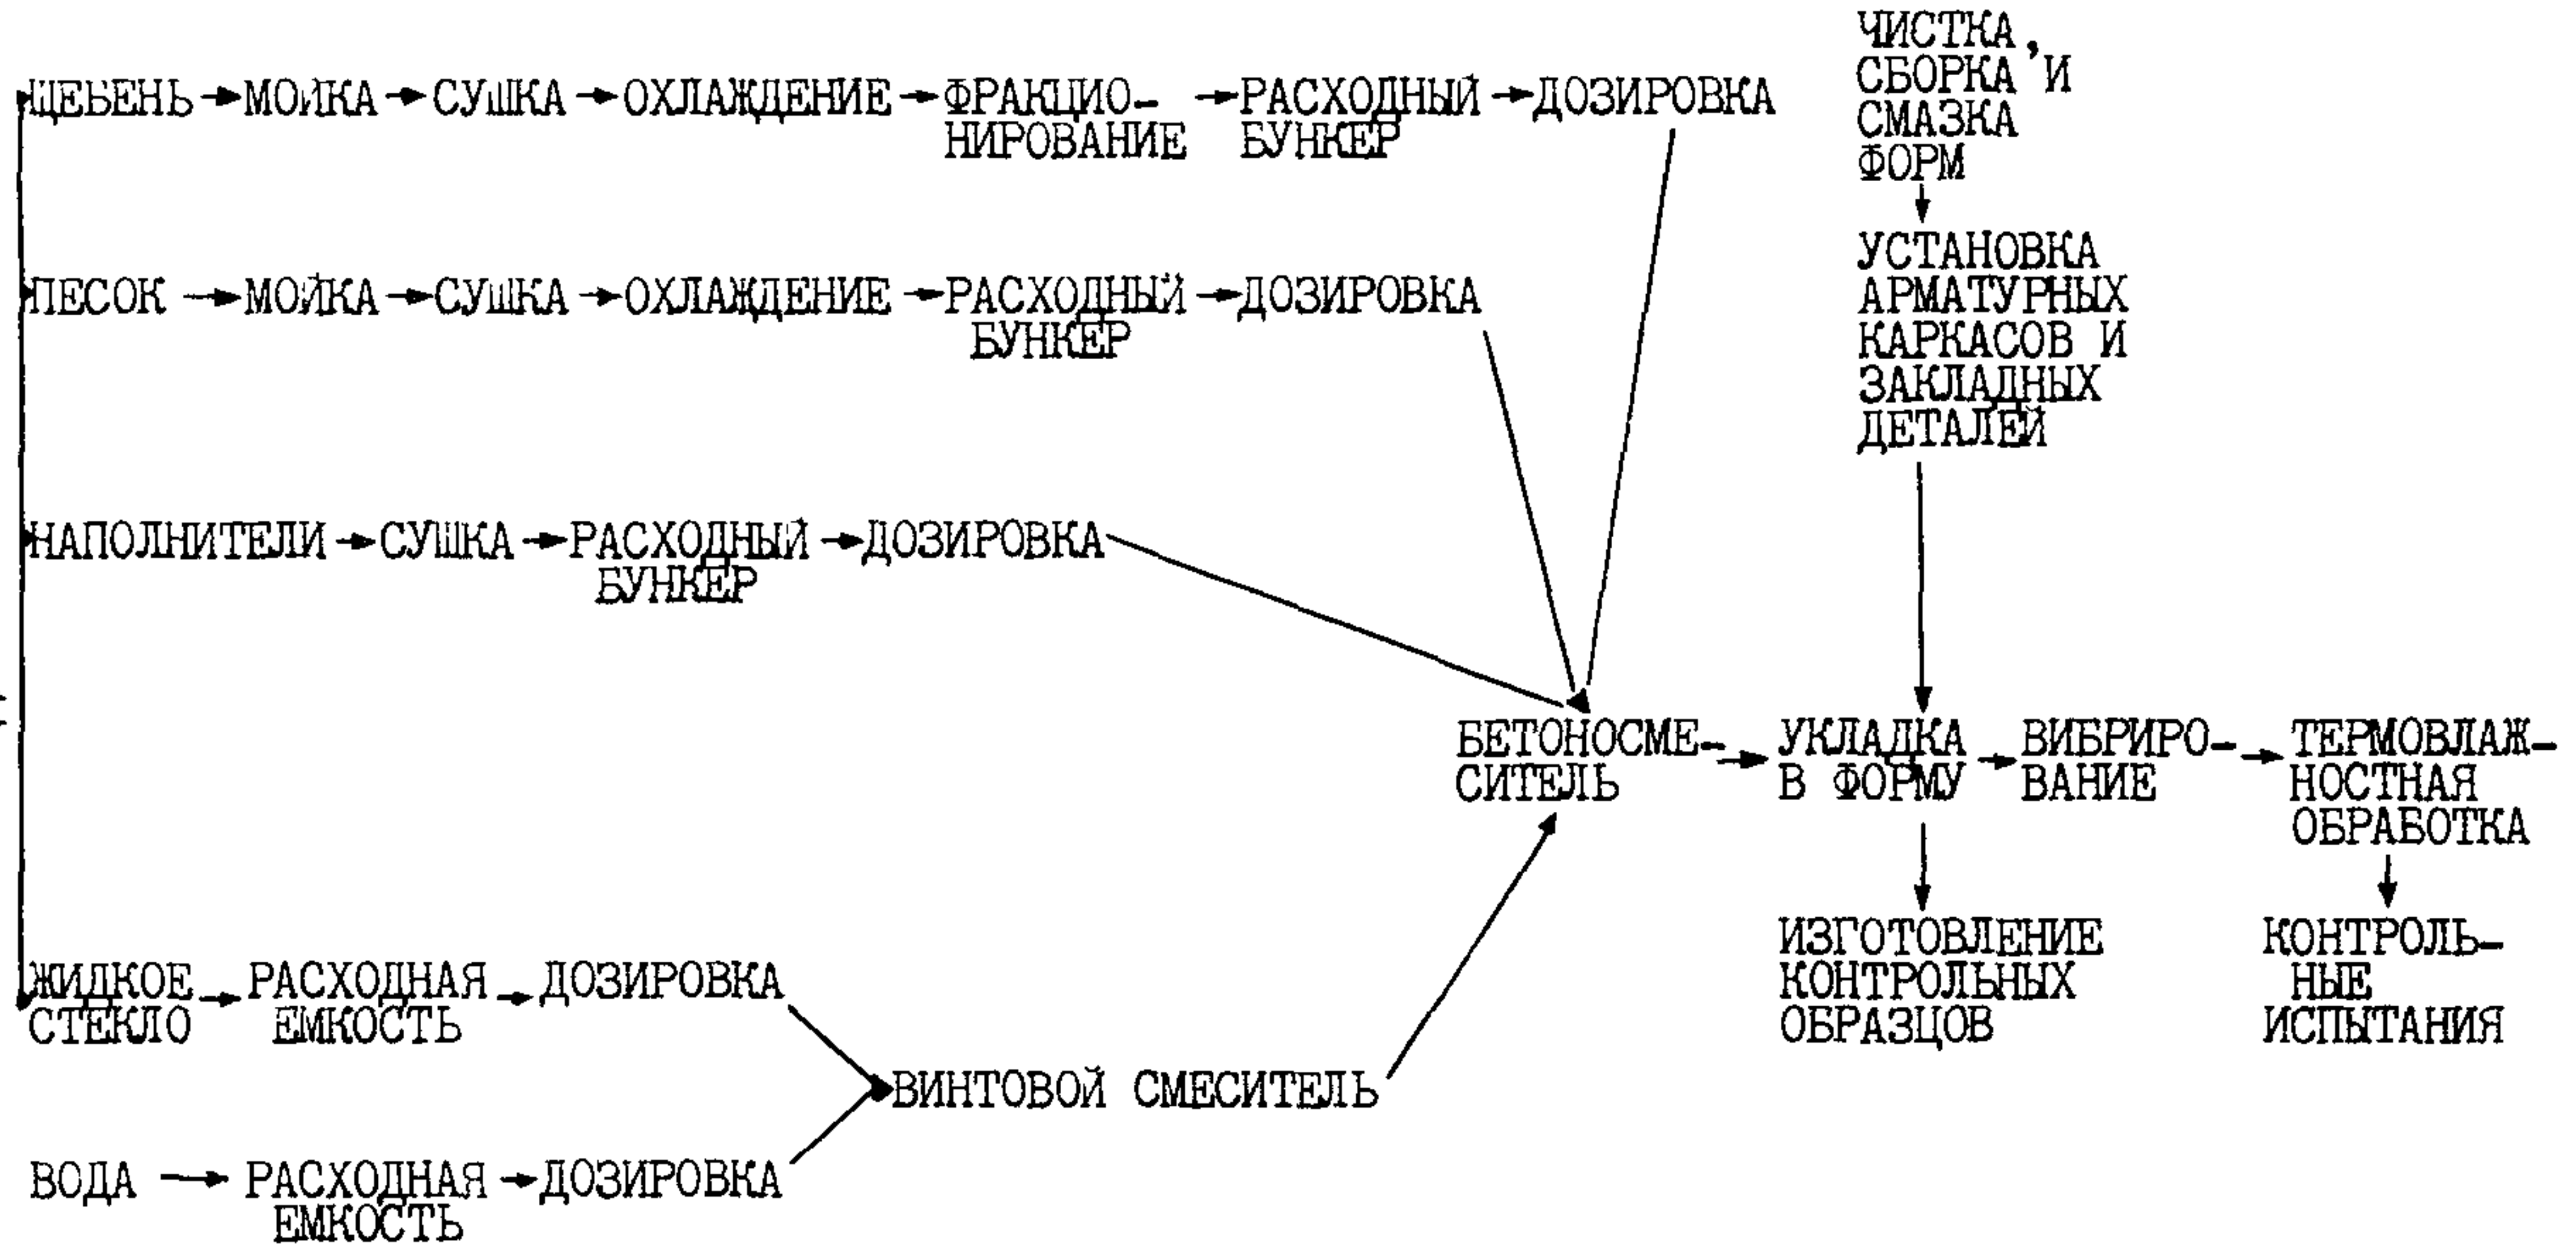 ЩЕБЕНЬ МОЙКА СУШКА ОХЛАЖДЕНИЕ ФРАКЦИО- РАСХОДНЫЙ ДОЗИРОВКА
НИРОВАНИЕ БУНКЕР
ЧИСТКА,
СБОРКА И
СМАЗКА
ФОРМ
УСТАНОВКА
АРМАТУРНЫХ
КАРКАСОВ И
ЗАКЛАДНЫХ
ДЕТАЛЕЙ
ПЕСОК МОЙКА СУШКА ОХЛАЖДЕНИЕ РАСХОДНЫЙ ДОЗИРОВКА
БУНКЕР
НАПОЛНИТЕЛИ СУШКА РАСХОДНЫЙ ДОЗИРОВКА
БУНКЕР
БЕТОНОСМЕ- УКЛАДКА ВИБРИРО- ТЕРМОВЛАЖ-
СИТЕЛЬ В ФОРМУ ВАНИЕ НОСТНАЯ
ОБРАБОТКА
ИЗГОТОВЛЕНИЕ КОНТРОЛЬ-
КОНТРОЛЬНЫХ НЫЕ
ОБРАЗЦОВ ИСПЫТАНИЯ
ЖИДКОЕ РАСХОДНАЯ ДОЗИРОВКА
СТЕКЛО ЕМКОСТЬ
ВИНТОВОЙ СМЕСИТЕЛЬ
ВОДА РАСХОДНАЯ ДОЗИРОВКА
ЕМКОСТЬ